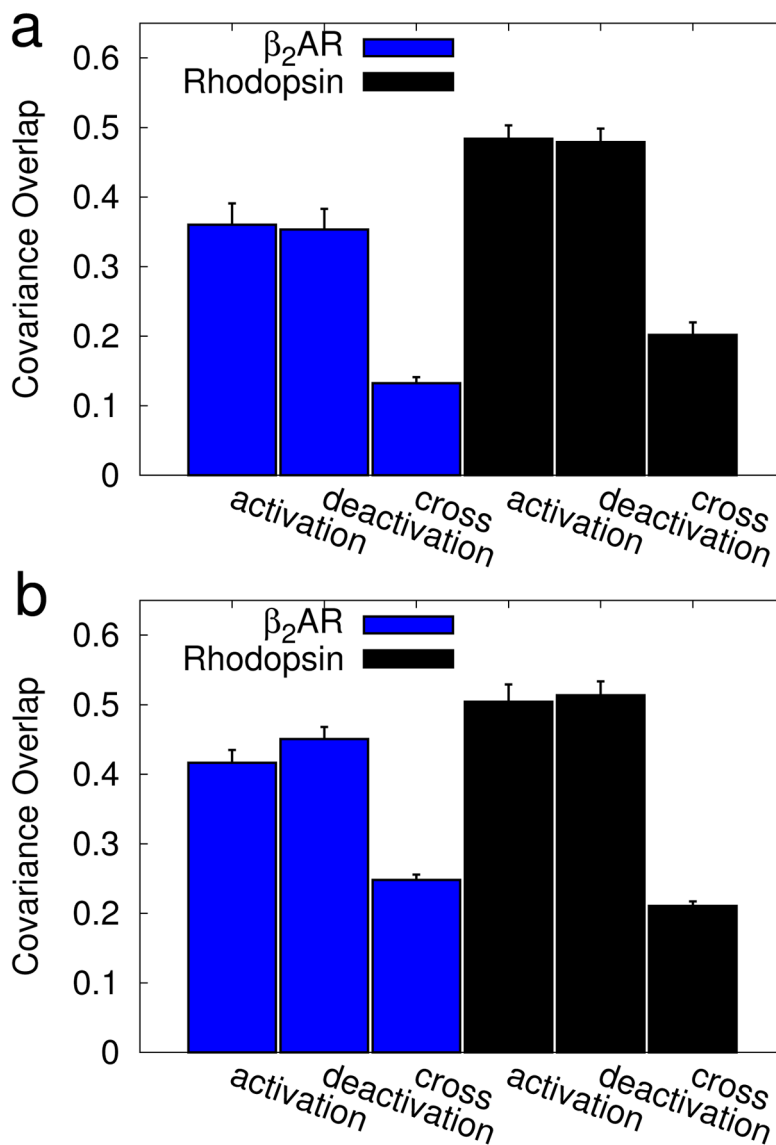 a
β₂AR
Rhodopsin
Covariance Overlap
0.6
0.5
0.4
0.3
0.2
0.1
0
activation
deactivation
cross
activation
deactivation
cross
b
β₂AR
Rhodopsin
Covariance Overlap
0.6
0.5
0.4
0.3
0.2
0.1
0
activation
deactivation
cross
activation
deactivation
cross